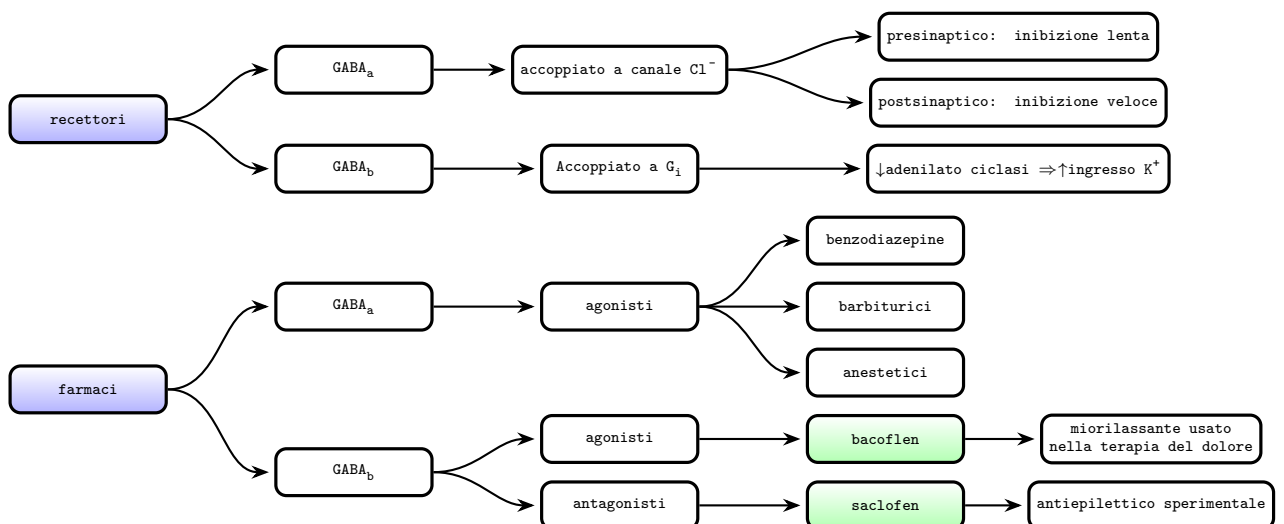 recettori
GABAa
accoppiato a canale Cl⁻
presinaptico: inibizione lenta
postsinaptico: inibizione veloce
GABAb
Accoppiato a Gi
↓adenilato ciclasi ⇒↑ingresso K⁺
farmaci
GABAa
agonisti
benzodiazepine
barbiturici
anestetici
GABAb
agonisti
bacoflen
miorilassante usato
nella terapia del dolore
antagonisti
saclofen
antiepilettico sperimentale